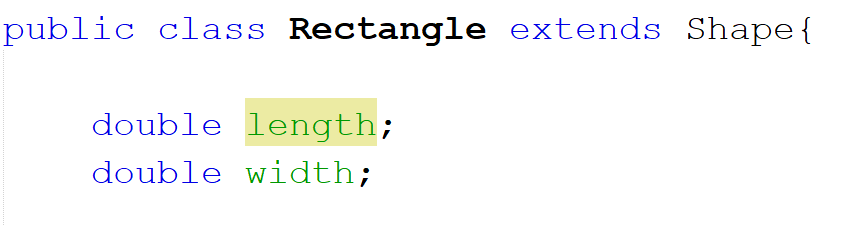 public class Rectangle extends Shape{
double length;
double width;